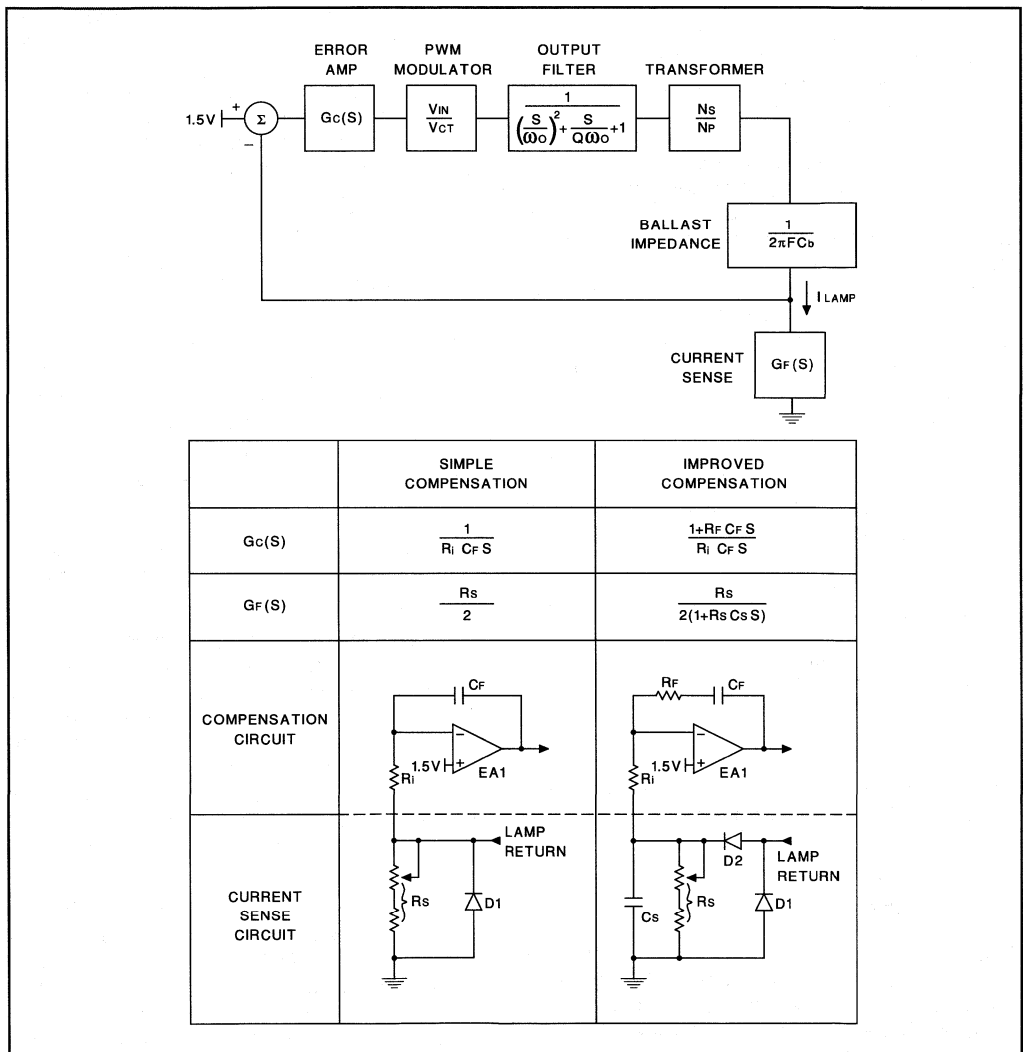 ERROR AMP
PWM MODULATOR
OUTPUT FILTER
TRANSFORMER
1.5V
+
Σ
−
GC(S)
VIN
VCT
1
(S/ωO)² + S/QωO +1
NS
NP
BALLAST IMPEDANCE
1
2πFCb
I LAMP
CURRENT SENSE
GF(S)
SIMPLE COMPENSATION
IMPROVED COMPENSATION
GC(S)
1
Ri CF S
1+RF CF S
Ri CF S
GF(S)
RS
2
RS
2(1+RS CS S)
COMPENSATION CIRCUIT
CF
−
1.5V
+
EA1
Ri
RF
CF
−
1.5V
+
EA1
Ri
CURRENT SENSE CIRCUIT
LAMP RETURN
RS
D1
D2
LAMP RETURN
CS
RS
D1